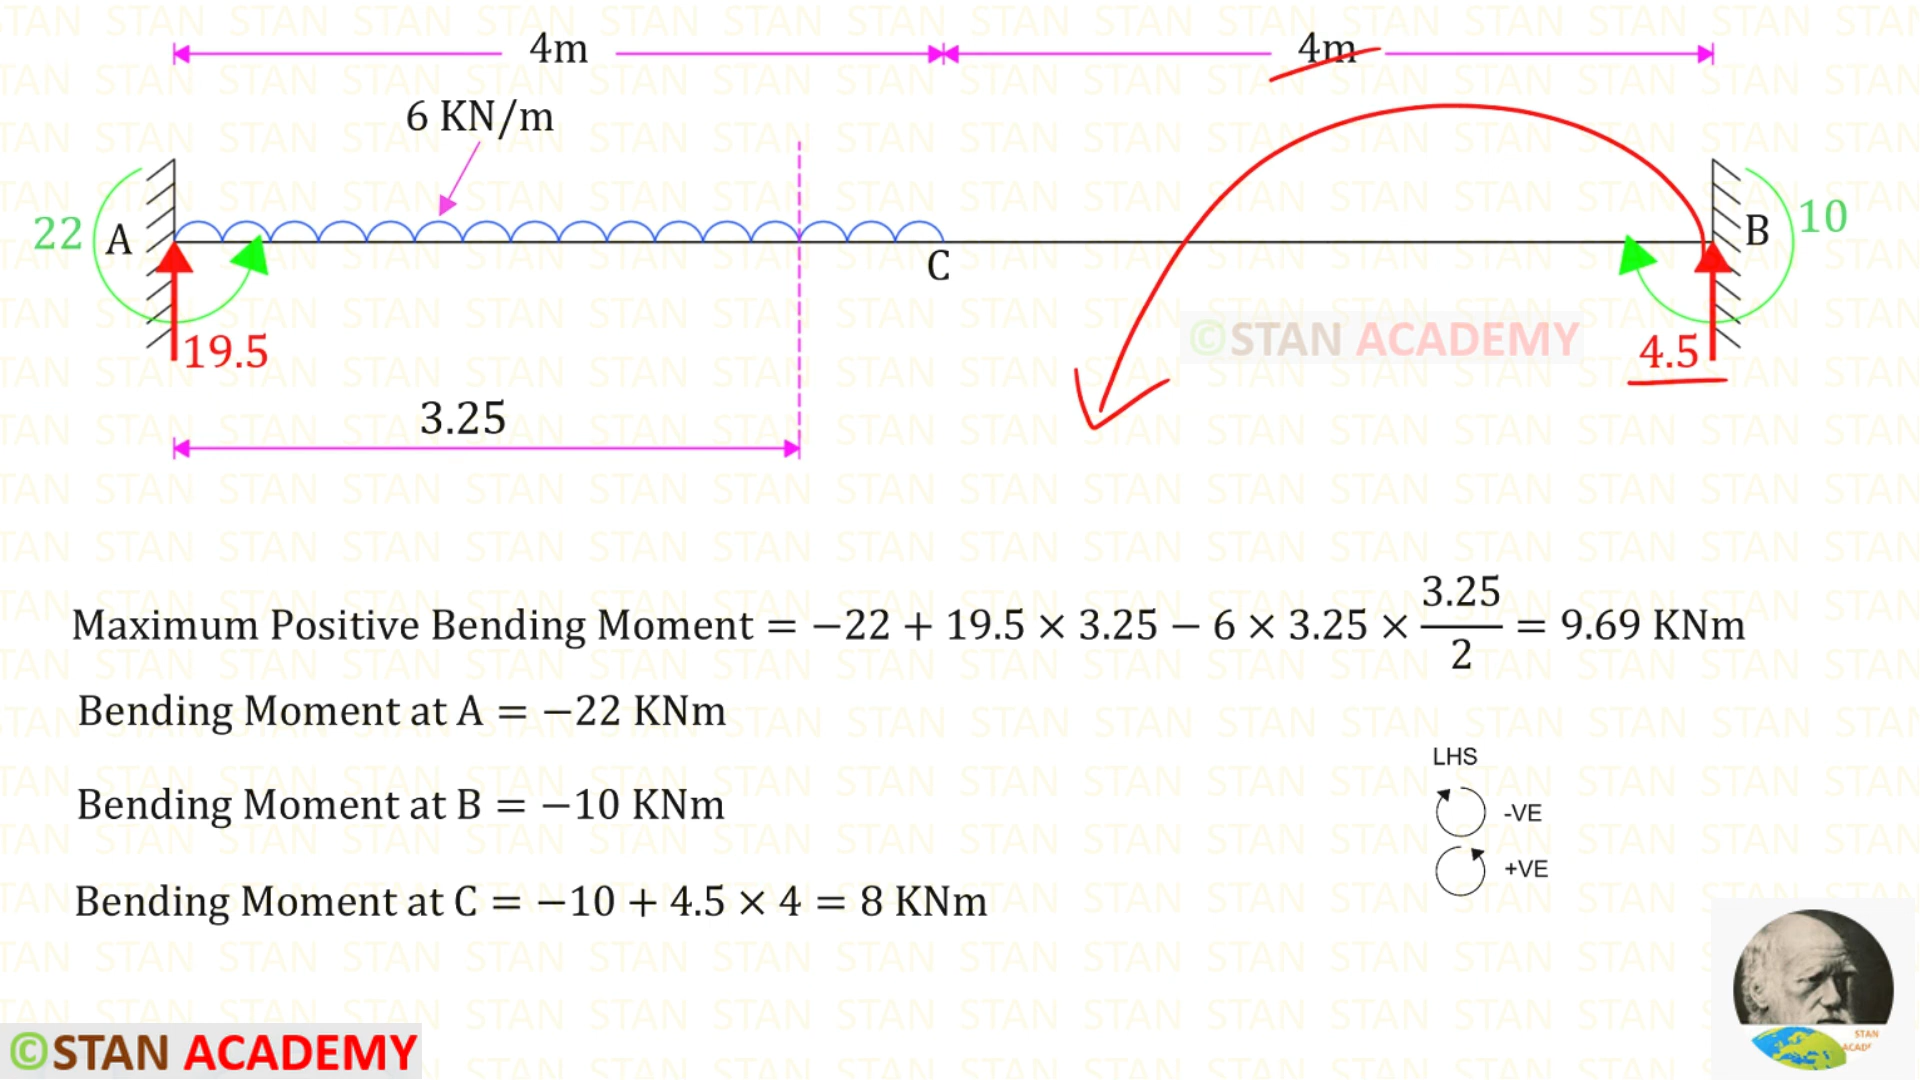 4m 4m
6 KN/m
22 A B 10
C
©STAN ACADEMY
19.5 4.5
3.25
Maximum Positive Bending Moment = −22 + 19.5 × 3.25 − 6 × 3.25 × 3.25/2 = 9.69 KNm
Bending Moment at A = −22 KNm
LHS
Bending Moment at B = −10 KNm
-VE
+VE
Bending Moment at C = −10 + 4.5 × 4 = 8 KNm
©STAN ACADEMY
STAN